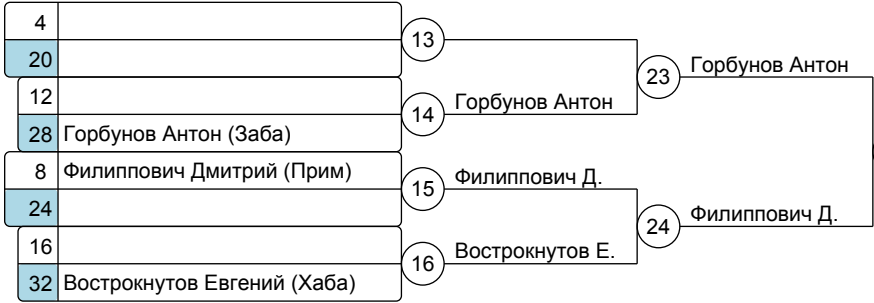 4
20
13
12
28 Горбунов Антон (Заба)
14 Горбунов Антон
23 Горбунов Антон
8 Филиппович Дмитрий (Прим)
24
15 Филиппович Д.
16
32 Вострокнутов Евгений (Хаба)
16 Вострокнутов Е.
24 Филиппович Д.